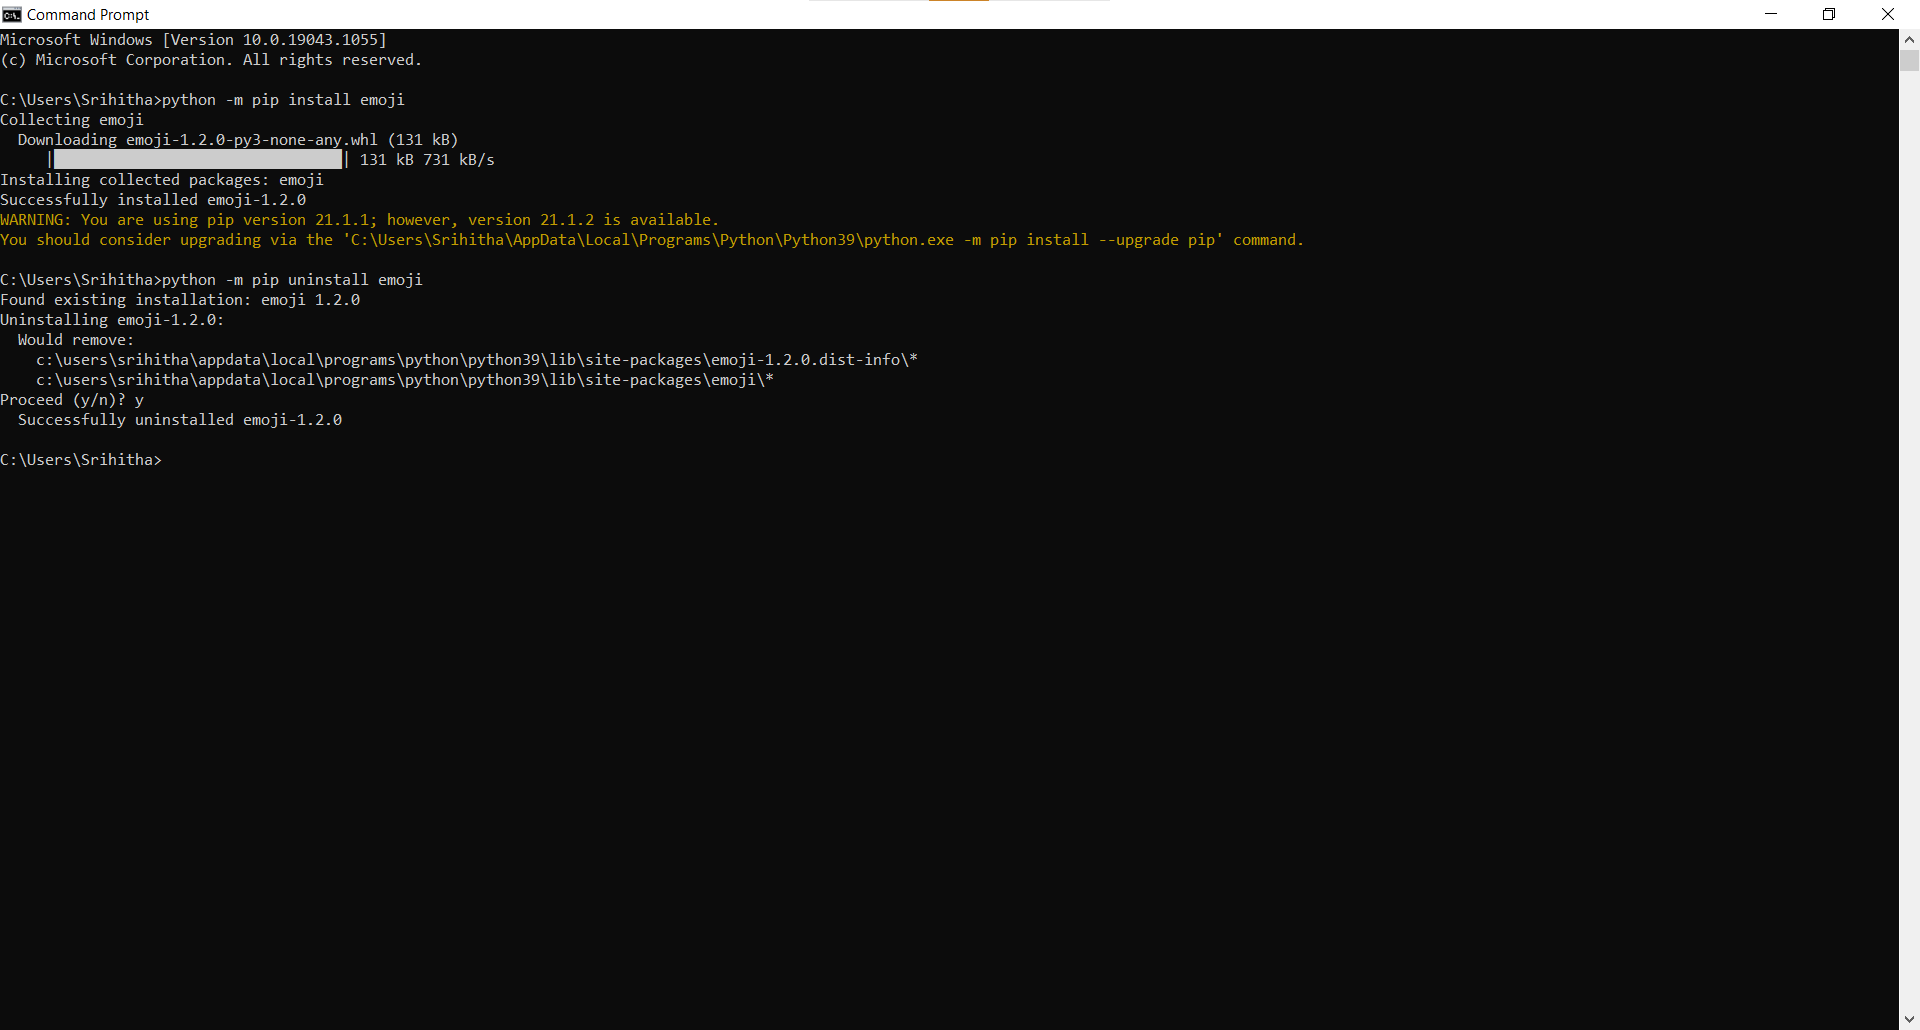 Command Prompt
Microsoft Windows [Version 10.0.19043.1055]
(c) Microsoft Corporation. All rights reserved.
C:\Users\Srihitha>python -m pip install emoji
Collecting emoji
  Downloading emoji-1.2.0-py3-none-any.whl (131 kB)
     || 131 kB 731 kB/s
Installing collected packages: emoji
Successfully installed emoji-1.2.0
WARNING: You are using pip version 21.1.1; however, version 21.1.2 is available.
You should consider upgrading via the 'C:\Users\Srihitha\AppData\Local\Programs\Python\Python39\python.exe -m pip install --upgrade pip' command.
C:\Users\Srihitha>python -m pip uninstall emoji
Found existing installation: emoji 1.2.0
Uninstalling emoji-1.2.0:
  Would remove:
    c:\users\srihitha\appdata\local\programs\python\python39\lib\site-packages\emoji-1.2.0.dist-info\*
    c:\users\srihitha\appdata\local\programs\python\python39\lib\site-packages\emoji\*
Proceed (y/n)? y
  Successfully uninstalled emoji-1.2.0
C:\Users\Srihitha>